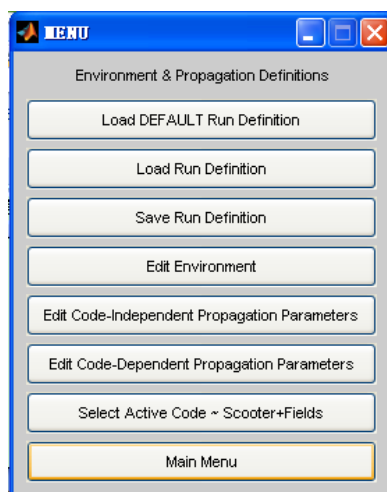 MENU
Environment & Propagation Definitions
Load DEFAULT Run Definition
Load Run Definition
Save Run Definition
Edit Environment
Edit Code-Independent Propagation Parameters
Edit Code-Dependent Propagation Parameters
Select Active Code ~ Scooter+Fields
Main Menu